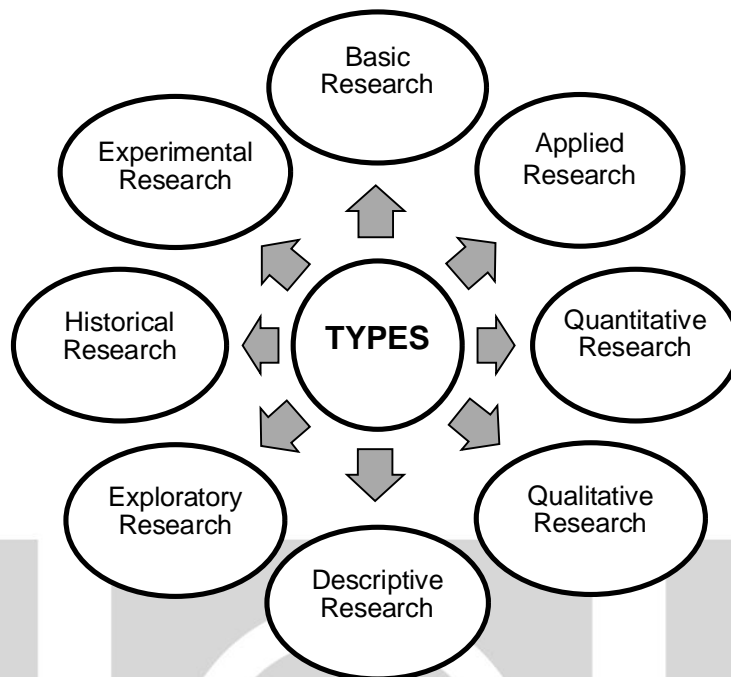 Basic
Research
Applied
Research
Quantitative
Research
Qualitative
Research
Descriptive
Research
Exploratory
Research
Historical
Research
Experimental
Research
TYPES